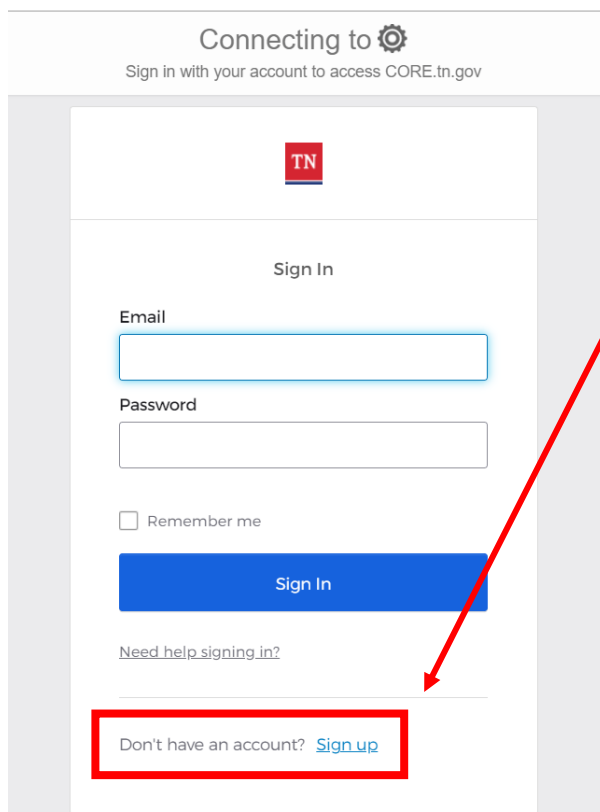 Connecting to
Sign in with your account to access CORE.tn.gov
TN
Sign In
Email
Password
Remember me
Sign In
Need help signing in?
Don't have an account? Sign up